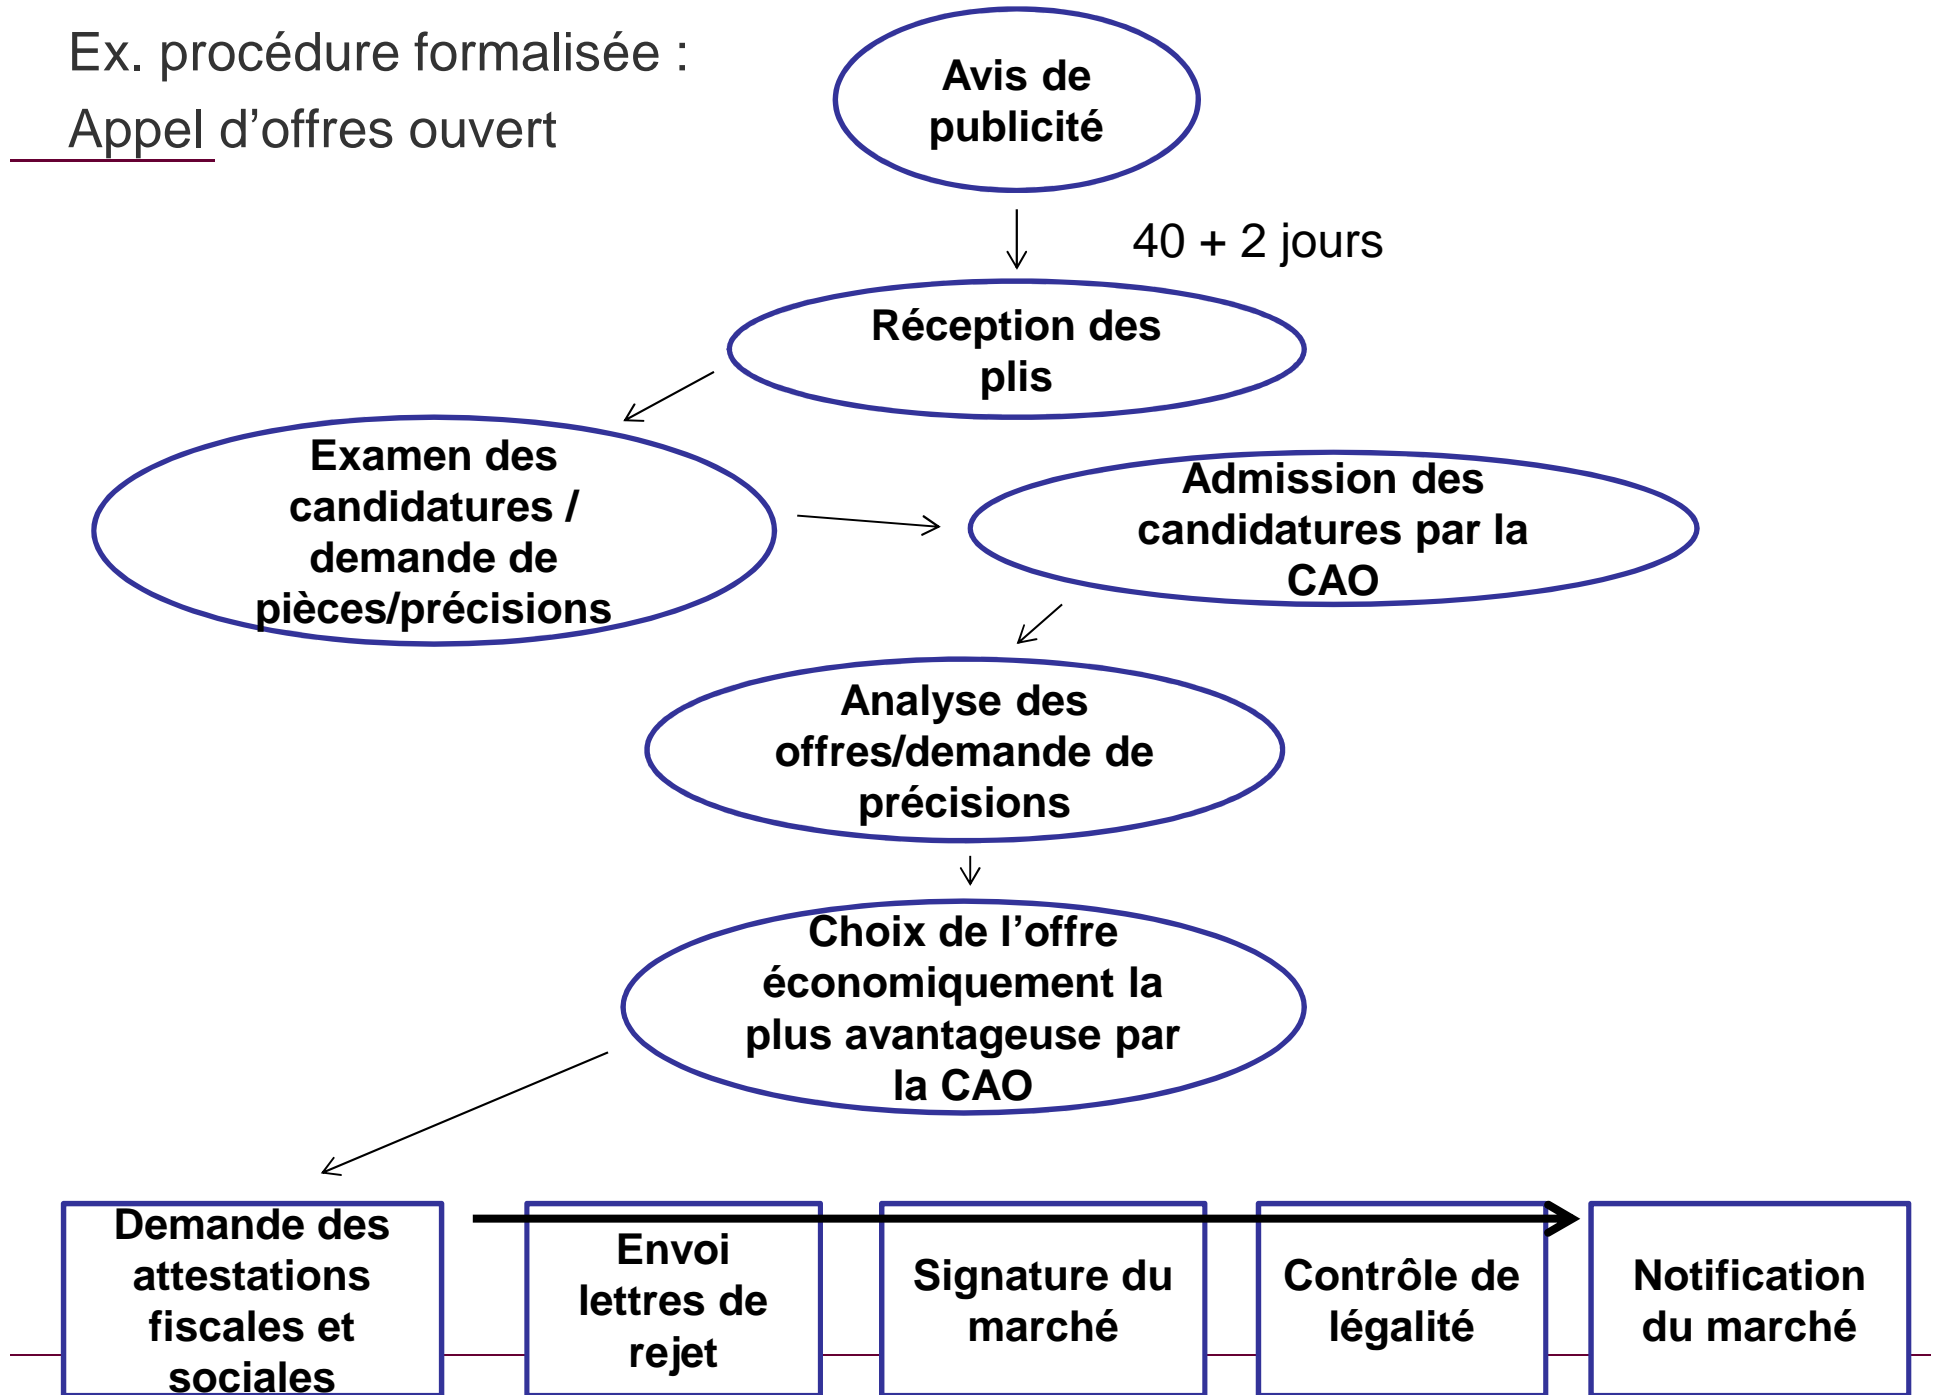 Ex. procédure formalisée :
Appel d’offres ouvert
Avis de
publicité
40 + 2 jours
Réception des
plis
Examen des
candidatures /
demande de
pièces/précisions
Admission des
candidatures par la
CAO
Analyse des
offres/demande de
précisions
Choix de l’offre
économiquement la
plus avantageuse par
la CAO
Demande des
attestations
fiscales et
sociales
Envoi
lettres de
rejet
Signature du
marché
Contrôle de
légalité
Notification
du marché